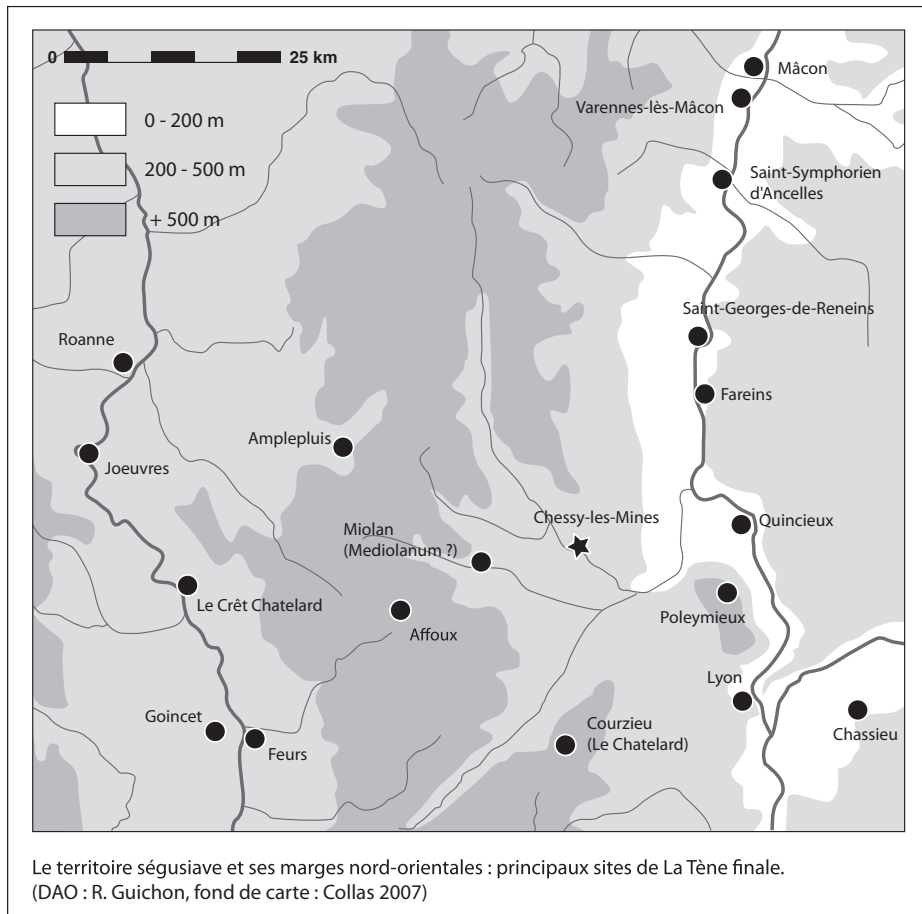 0
25 km
0 - 200 m
200 - 500 m
+ 500 m
Mâcon
Varennes-lès-Mâcon
Saint-Symphorien
d'Ancelles
Saint-Georges-de-Reneins
Roanne
Fareins
Amplepluis
Joeuvres
Chessy-les-Mines
Quincieux
Miolan
(Mediolanum ?)
Le Crêt Chatelard
Affoux
Poleymieux
Lyon
Goincet
Feurs
Courzieu
(Le Chatelard)
Chassieu
Le territoire ségusiave et ses marges nord-orientales : principaux sites de La Tène finale.
(DAO : R. Guichon, fond de carte : Collas 2007)